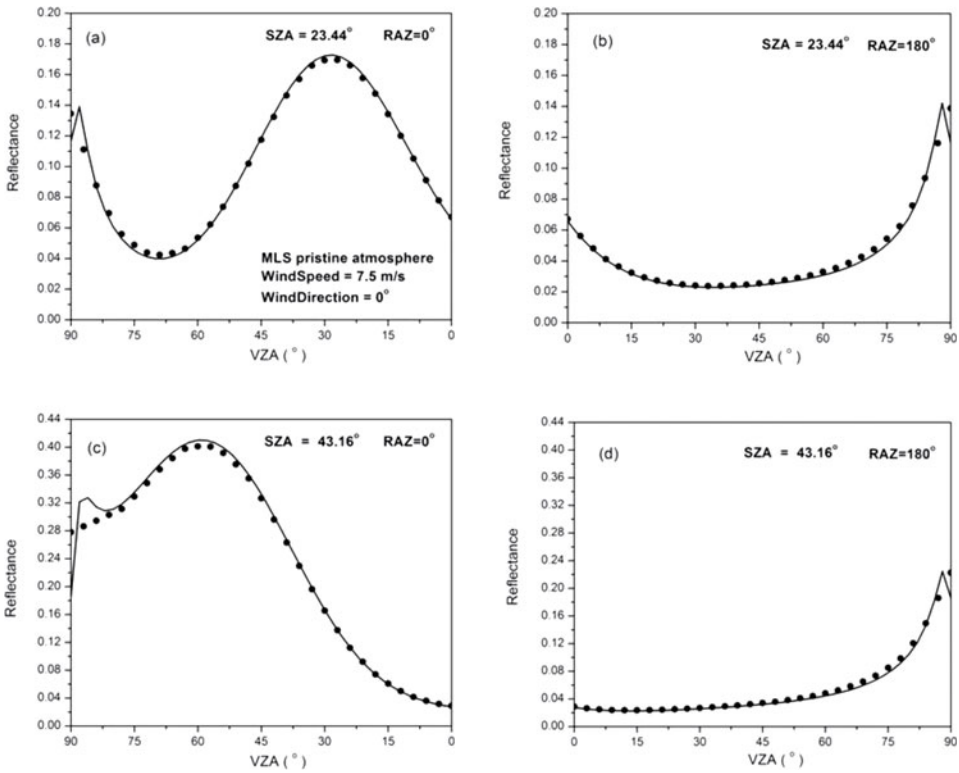 (a) SZA = 23.44° RAZ=0°
0.20
0.18
0.16
0.14
0.12
0.10
0.08
0.06
0.04
0.02
0.00
Reflectance
MLS pristine atmosphere
WindSpeed = 7.5 m/s
WindDirection = 0°
90 75 60 45 30 15 0
VZA ( ° )
(b) SZA = 23.44° RAZ=180°
0.20
0.18
0.16
0.14
0.12
0.10
0.08
0.06
0.04
0.02
0.00
Reflectance
0 15 30 45 60 75 90
VZA ( ° )
(c) SZA = 43.16° RAZ=0°
0.44
0.40
0.36
0.32
0.28
0.24
0.20
0.16
0.12
0.08
0.04
0.00
Reflectance
90 75 60 45 30 15 0
VZA ( ° )
(d) SZA = 43.16° RAZ=180°
0.44
0.40
0.36
0.32
0.28
0.24
0.20
0.16
0.12
0.08
0.04
0.00
Reflectance
0 15 30 45 60 75 90
VZA ( ° )